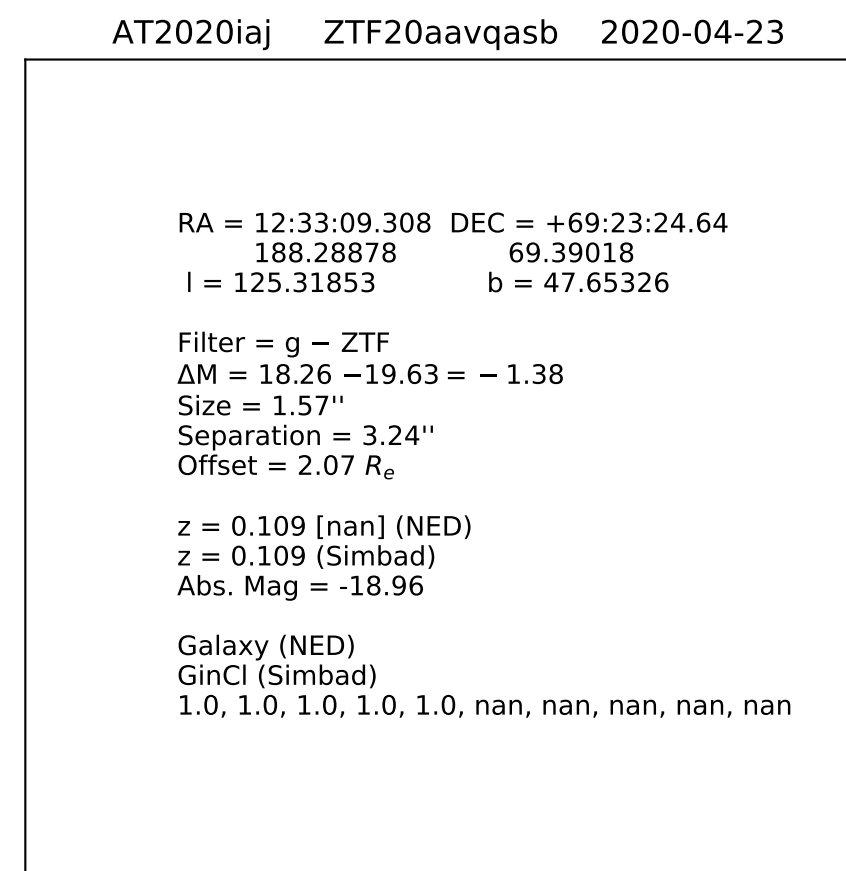 AT2020iaj ZTF20aavqasb 2020-04-23
RA = 12:33:09.308 DEC = +69:23:24.64
188.28878 69.39018
l = 125.31853 b = 47.65326
Filter = g − ZTF
ΔM = 18.26 −19.63 = − 1.38
Size = 1.57''
Separation = 3.24''
Offset = 2.07 Re
z = 0.109 [nan] (NED)
z = 0.109 (Simbad)
Abs. Mag = -18.96
Galaxy (NED)
GinCl (Simbad)
1.0, 1.0, 1.0, 1.0, 1.0, nan, nan, nan, nan, nan